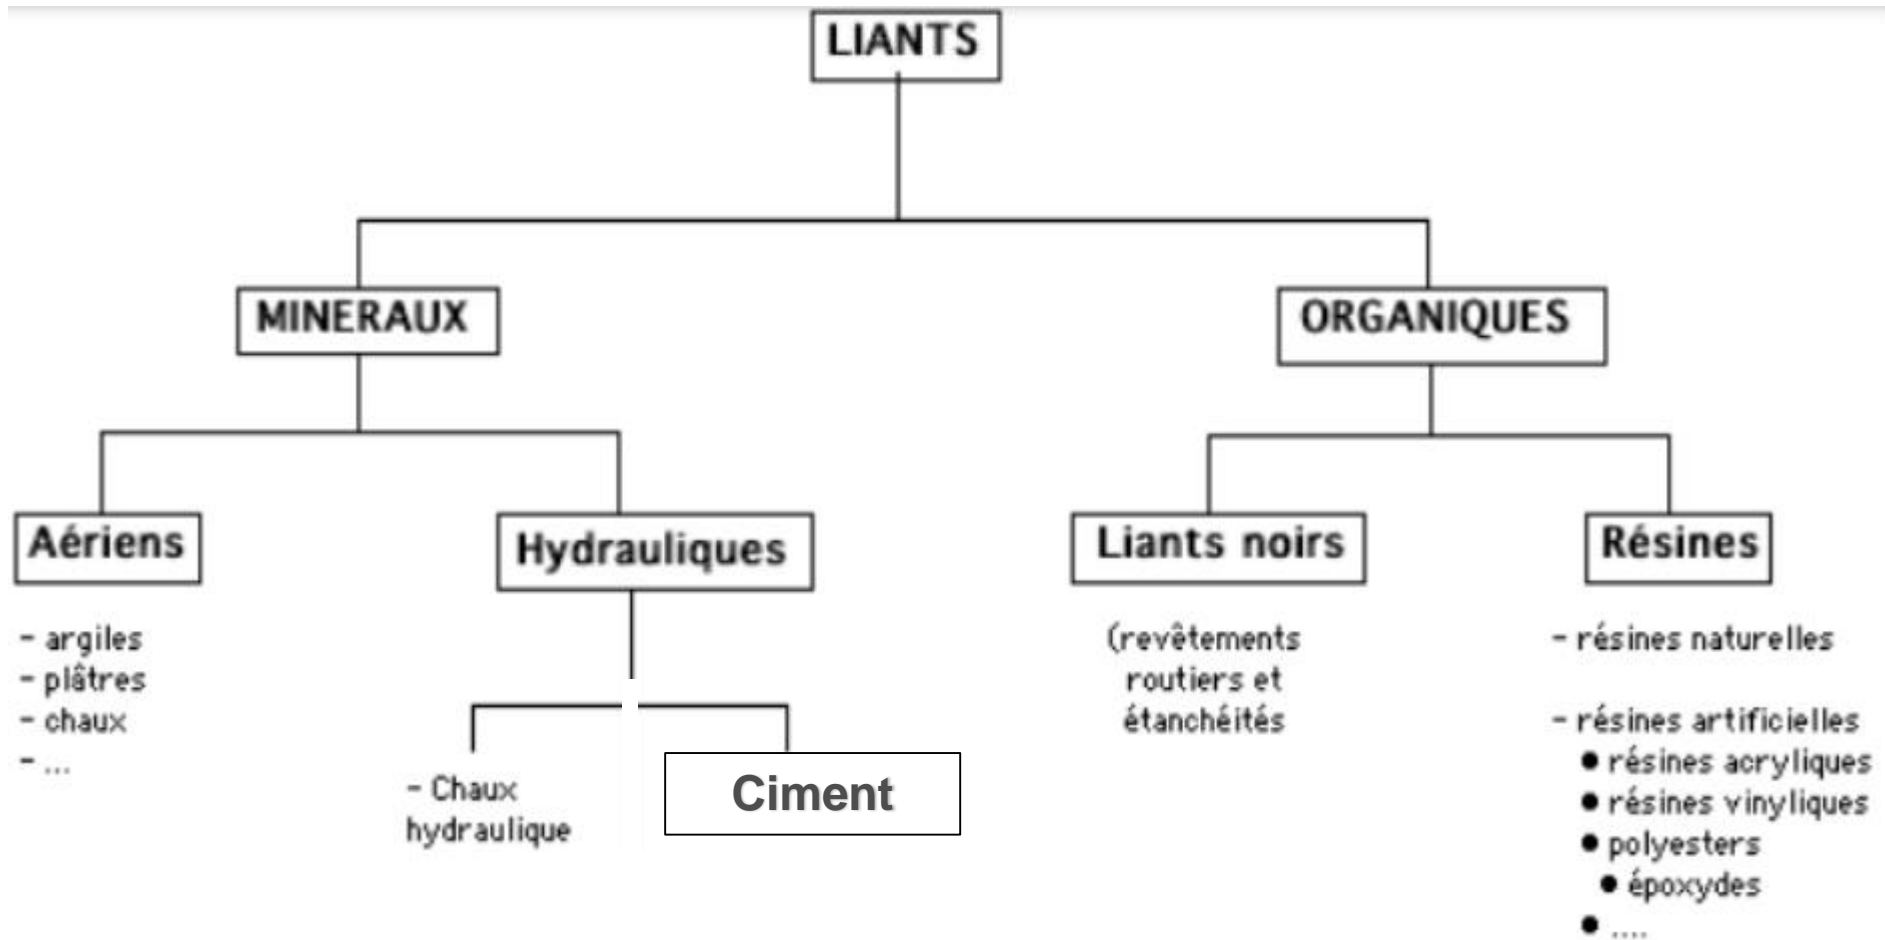 LIANTS
MINERAUX
ORGANIQUES
Aériens
Hydrauliques
Liants noirs
Résines
- argiles
- plâtres
- chaux
- ...
- Chaux
hydraulique
Ciment
(revêtements
routiers et
étanchéités
- résines naturelles
- résines artificielles
● résines acryliques
● résines vinyliques
● polyesters
● époxydes
● ....